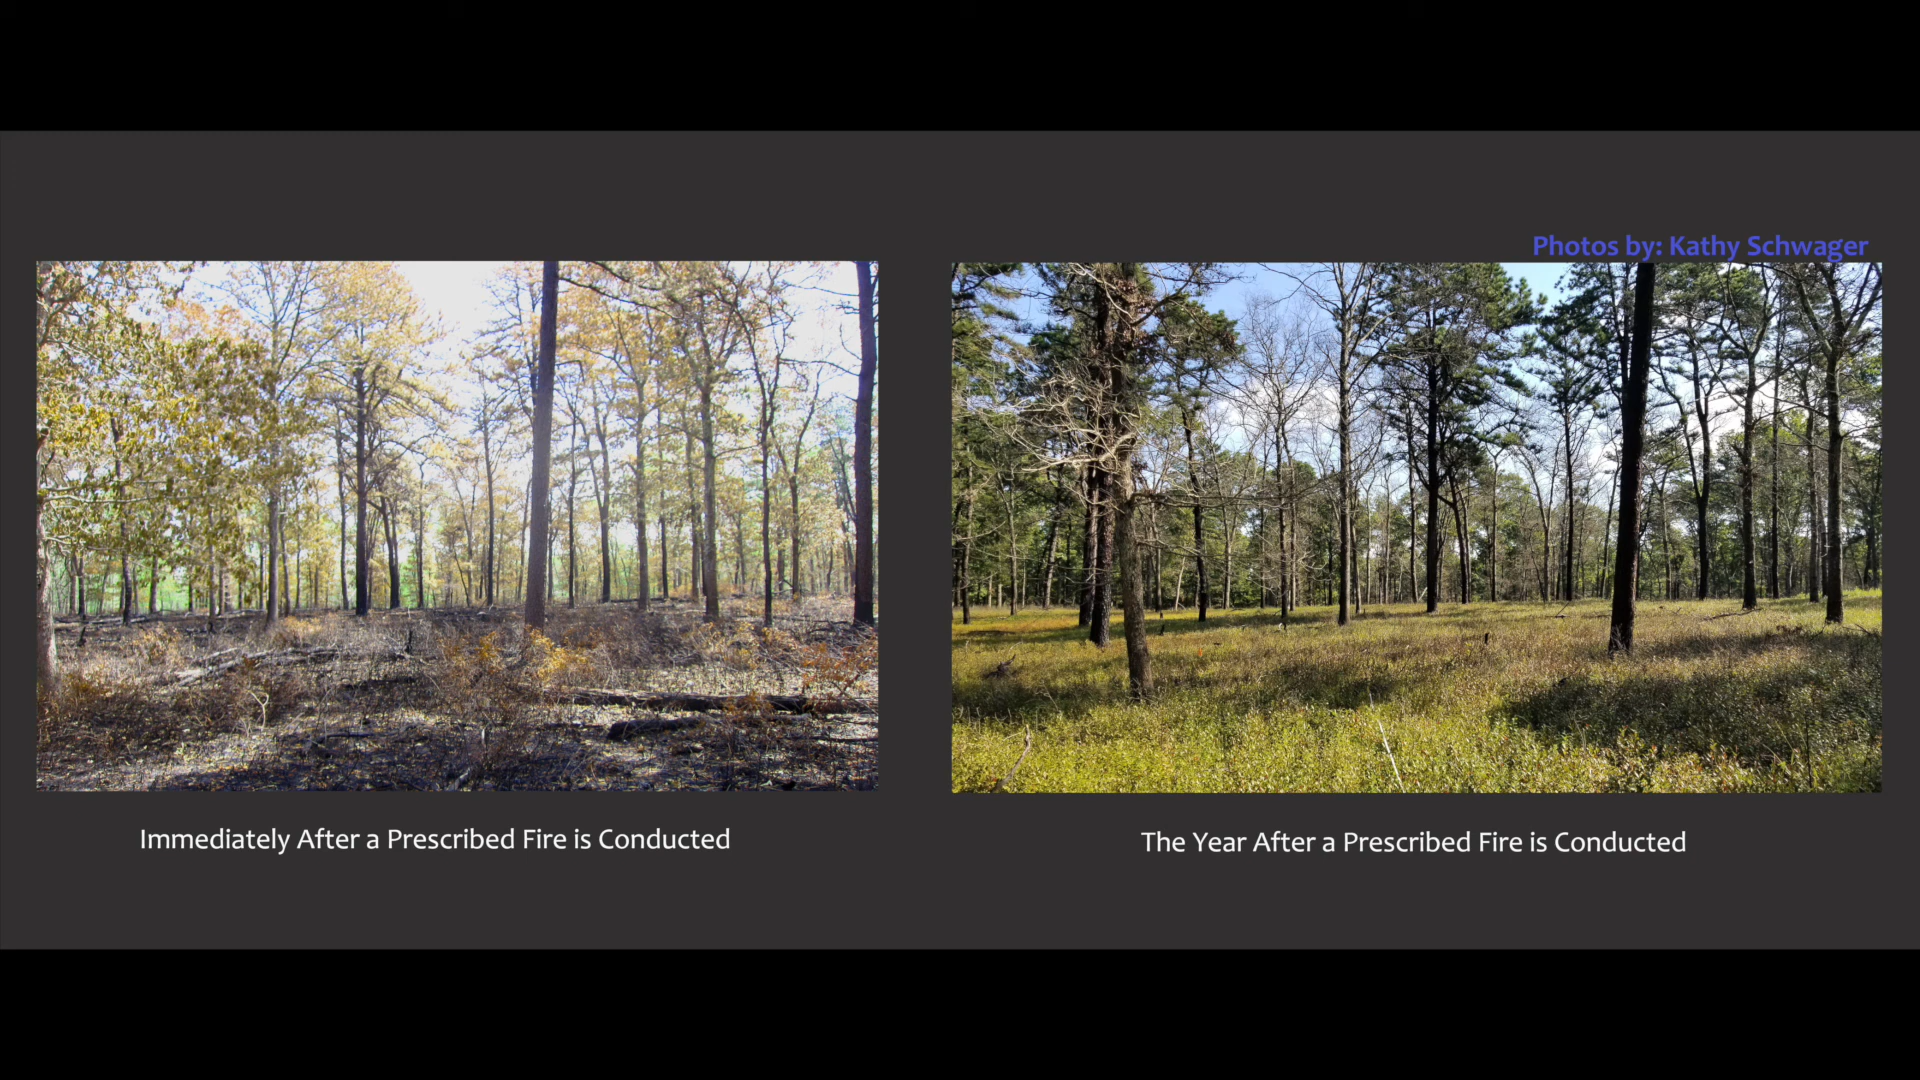 Photos by: Kathy Schwager
Immediately After a Prescribed Fire is Conducted
The Year After a Prescribed Fire is Conducted